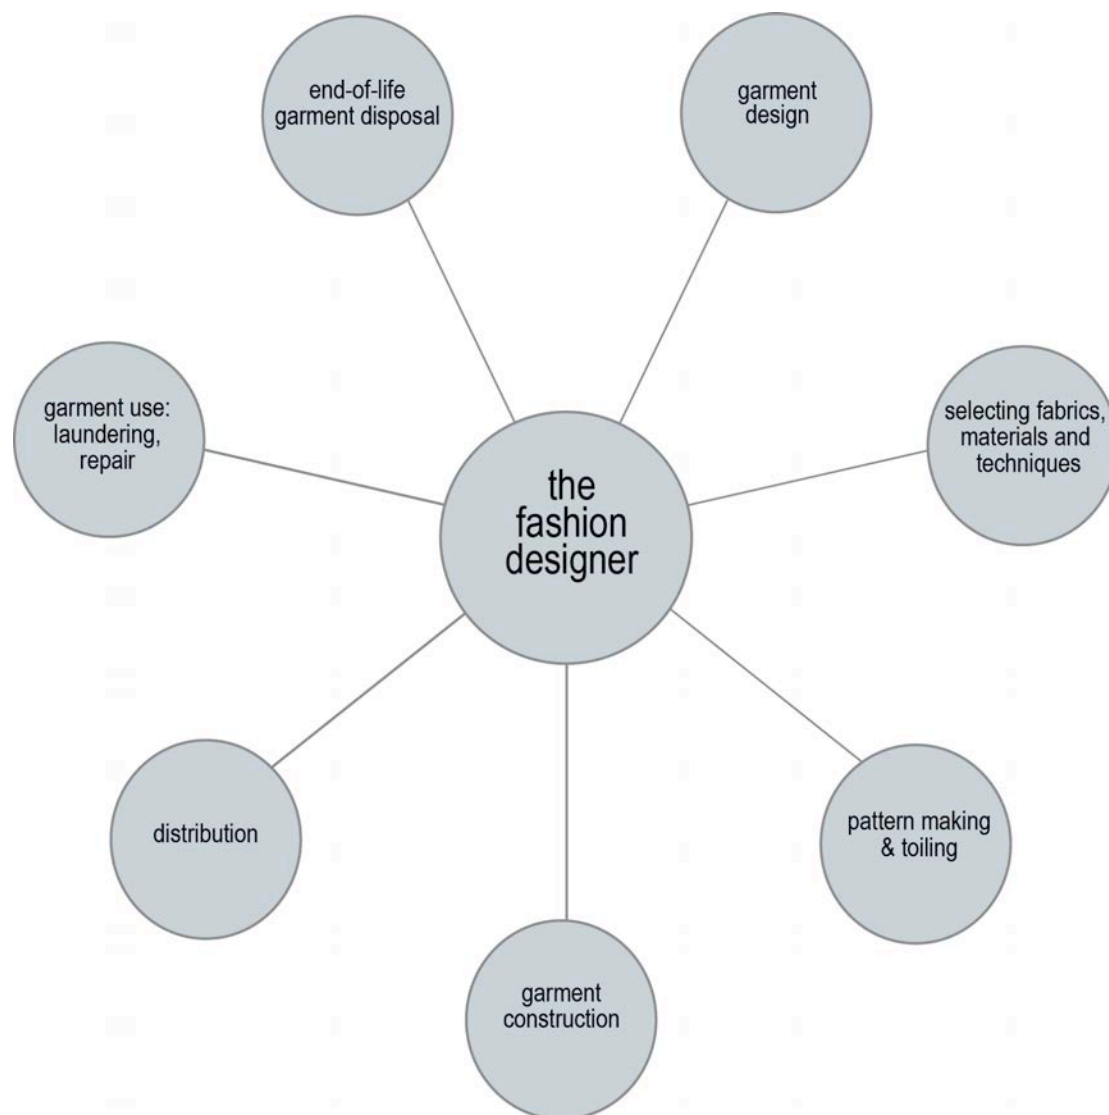 end-of-life
garment disposal
garment
design
garment use:
laundering,
repair
selecting fabrics,
materials and
techniques
the
fashion
designer
distribution
pattern making
& toiling
garment
construction